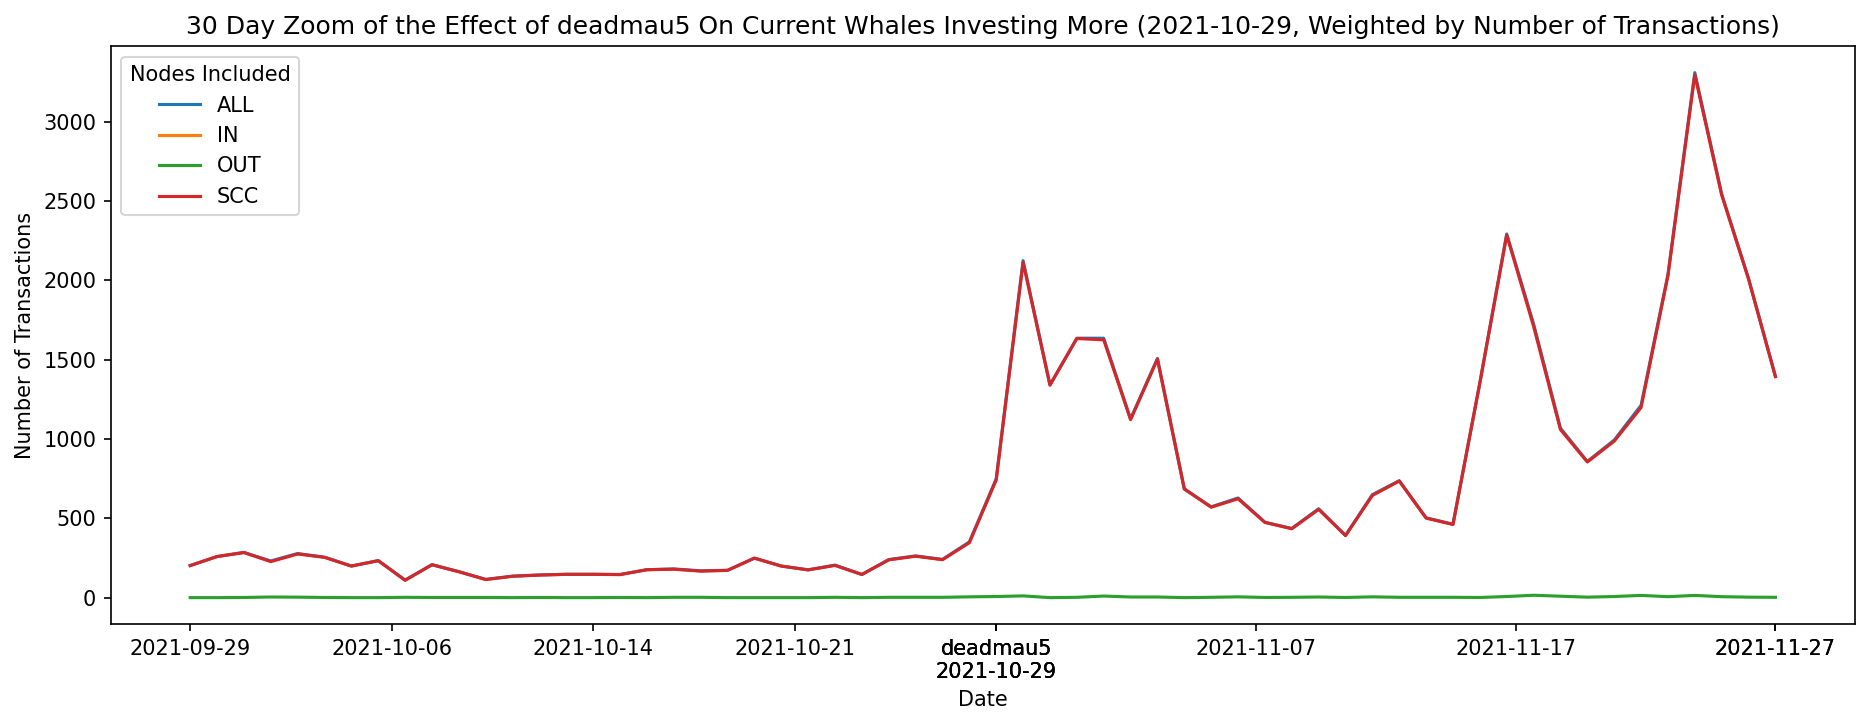 30 Day Zoom of the Effect of deadmau5 On Current Whales Investing More (2021-10-29, Weighted by Number of Transactions)
Nodes Included
ALL
IN
OUT
SCC
Number of Transactions
3000
2500
2000
1500
1000
500
0
2021-09-29 2021-10-06 2021-10-14 2021-10-21 deadmau5 2021-11-07 2021-11-17 2021-11-27
2021-10-29
Date